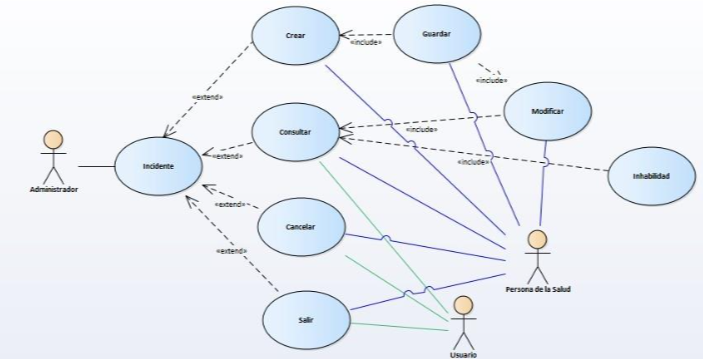 Crear
«include»
Guardar
«include»
«extend»
Modificar
Consultar
«include»
«extend»
«include»
Inhabilidad
Incidente
Administrador
«extend»
Cancelar
«extend»
Persona de la Salud
Salir
Usuario